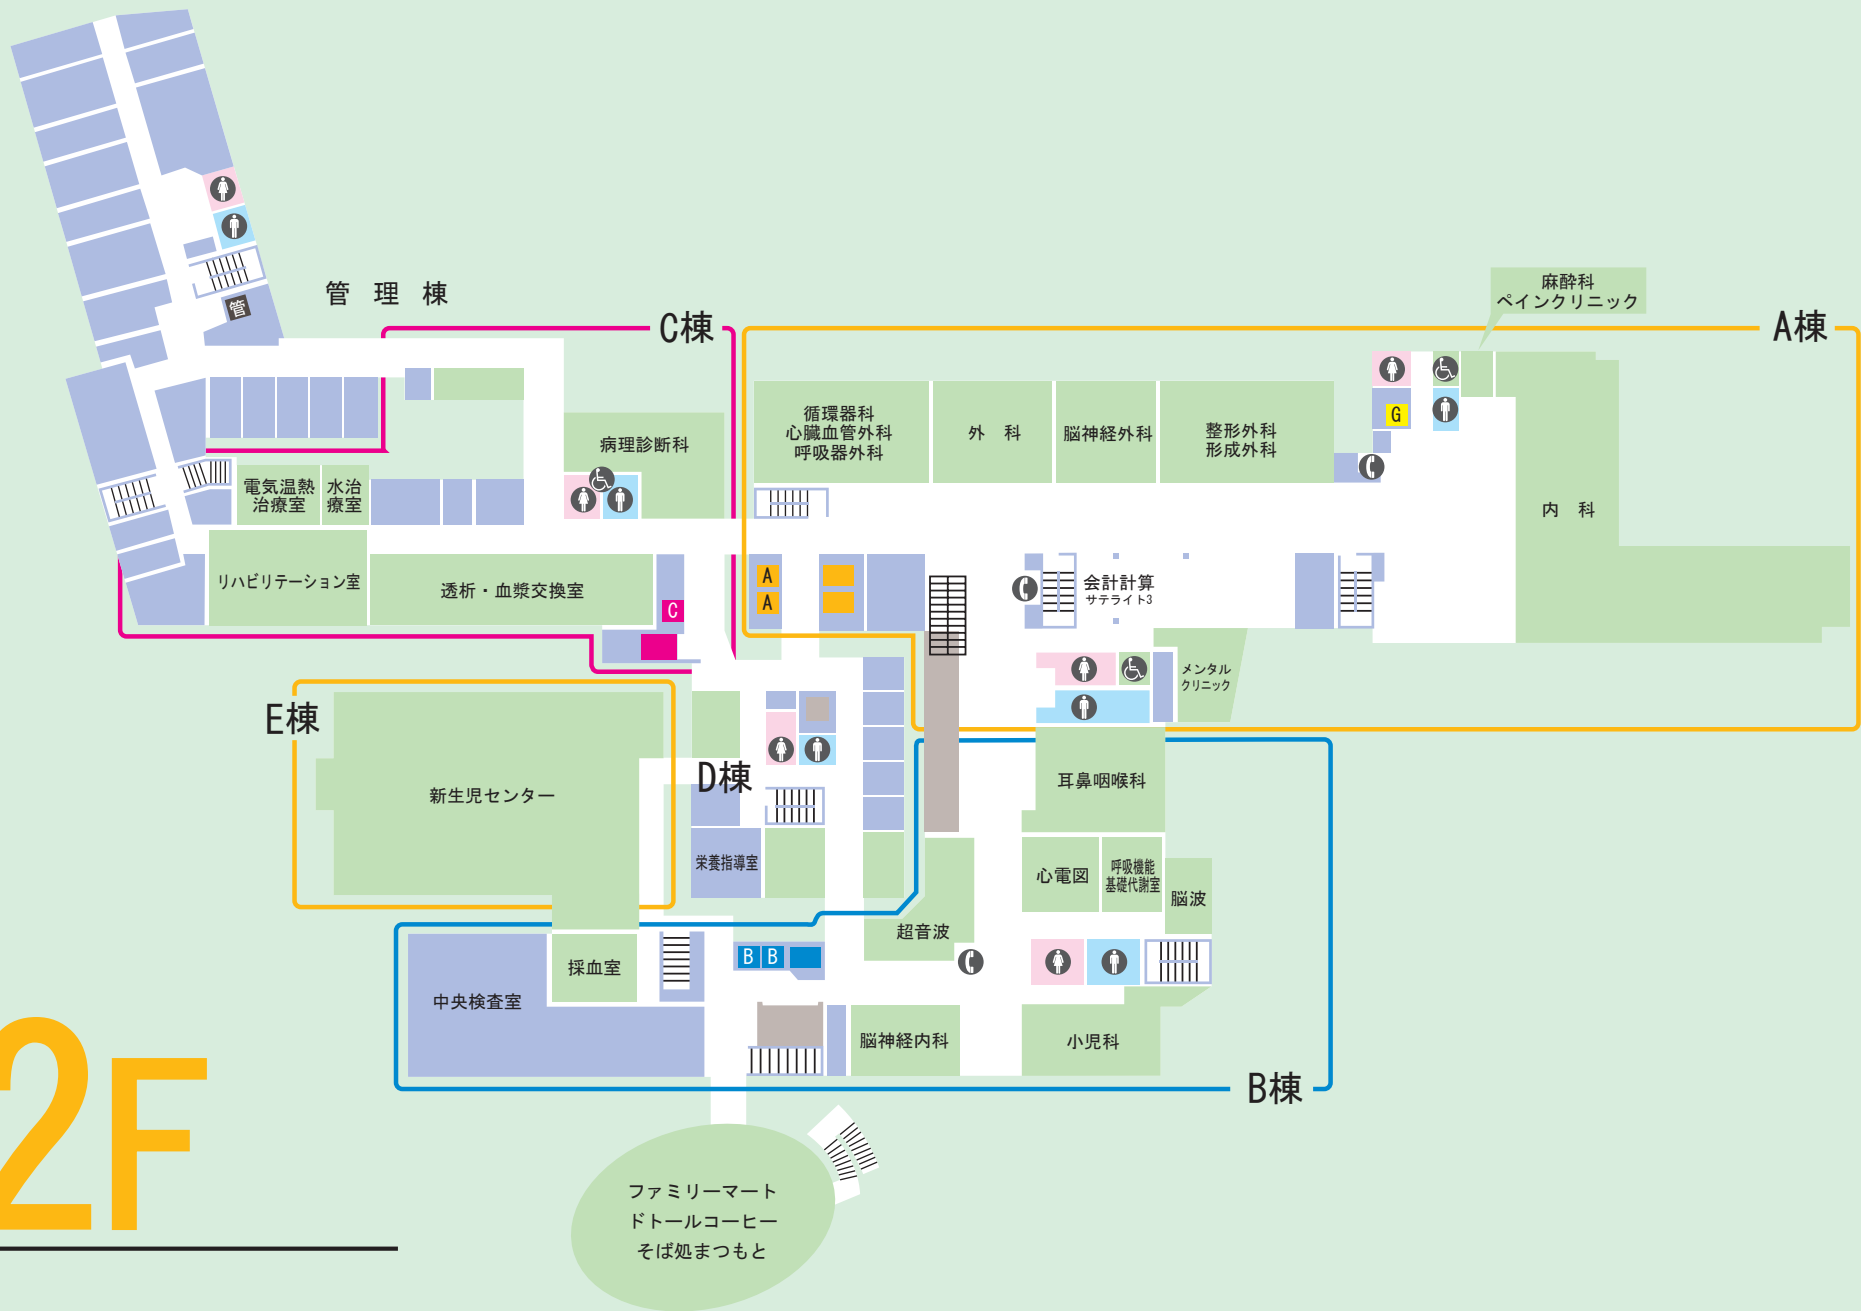 管
管 理 棟
C棟
A棟
麻酔科
ペインクリニック
循環器科
心臓血管外科
呼吸器外科
外 科
脳神経外科
整形外科
形成外科
G
病理診断科
電気温熱
治療室
水治
療室
内 科
リハビリテーション室
透析・血漿交換室
C
A
A
会計計算
サテライト3
メンタル
クリニック
E棟
D棟
新生児センター
耳鼻咽喉科
栄養指導室
心電図
呼吸機能
基礎代謝室
脳波
超音波
B
B
採血室
中央検査室
脳神経内科
小児科
B棟
2F
ファミリーマート
ドトールコーヒー
そば処まつもと